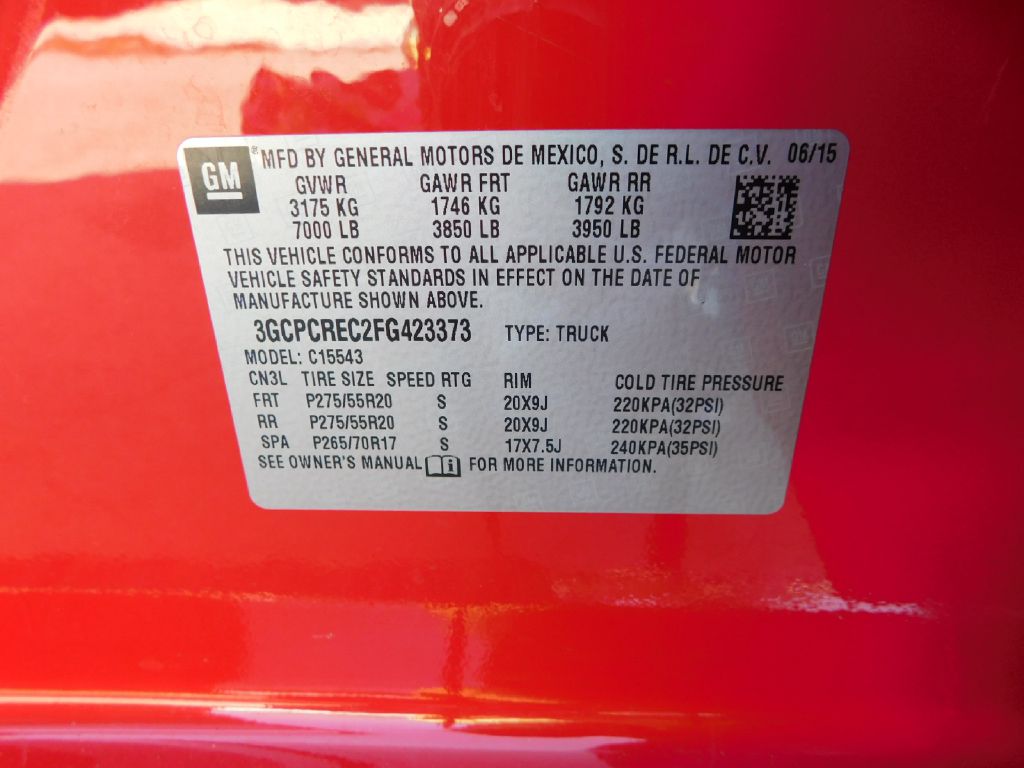 GM ® MFD BY GENERAL MOTORS DE MEXICO, S. DE R.L. DE C.V. 06/15
GVWR GAWR FRT GAWR RR
3175 KG 1746 KG 1792 KG
7000 LB 3850 LB 3950 LB
THIS VEHICLE CONFORMS TO ALL APPLICABLE U.S. FEDERAL MOTOR
VEHICLE SAFETY STANDARDS IN EFFECT ON THE DATE OF
MANUFACTURE SHOWN ABOVE.
3GCPCREC2FG423373 TYPE: TRUCK
MODEL: C15543
CN3L TIRE SIZE SPEED RTG RIM COLD TIRE PRESSURE
FRT P275/55R20 S 20X9J 220KPA(32PSI)
RR P275/55R20 S 20X9J 220KPA(32PSI)
SPA P265/70R17 S 17X7.5J 240KPA(35PSI)
SEE OWNER'S MANUAL i FOR MORE INFORMATION.